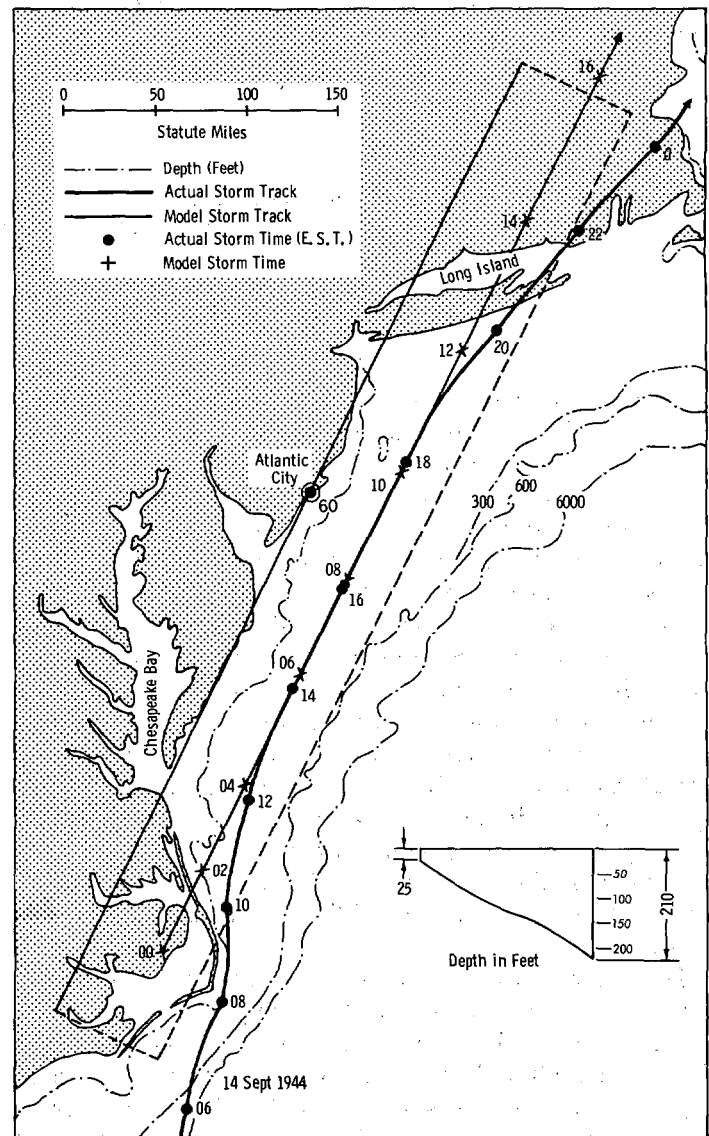 0 50 100 150
Statute Miles
Depth (Feet)
Actual Storm Track
Model Storm Track
Actual Storm Time (E.S.T.)
Model Storm Time
16
0
14
22
Long Island
12
20
Atlantic
City
60
18
10
300 600 6000
08
16
06
14
Chesapeake Bay
04
12
02
10
00
08
25
50
100
150
200
210
Depth in Feet
14 Sept 1944
06